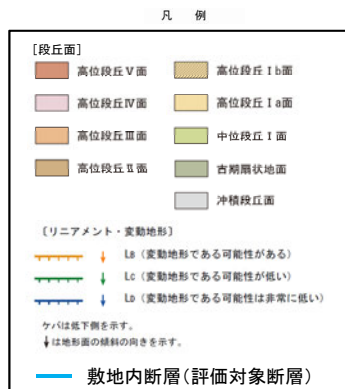 凡 例
[段丘面]
高位段丘Ⅴ面
高位段丘Ⅳ面
高位段丘Ⅲ面
高位段丘Ⅱ面
高位段丘Ⅰb面
高位段丘Ⅰa面
中位段丘Ⅰ面
古期扇状地面
沖積段丘面
〔リニアメント・変動地形〕
LB（変動地形である可能性がある）
LC（変動地形である可能性が低い）
LD（変動地形である可能性は非常に低い）
ケバは低下側を示す。
↓は地形面の傾斜の向きを示す。
敷地内断層(評価対象断層)